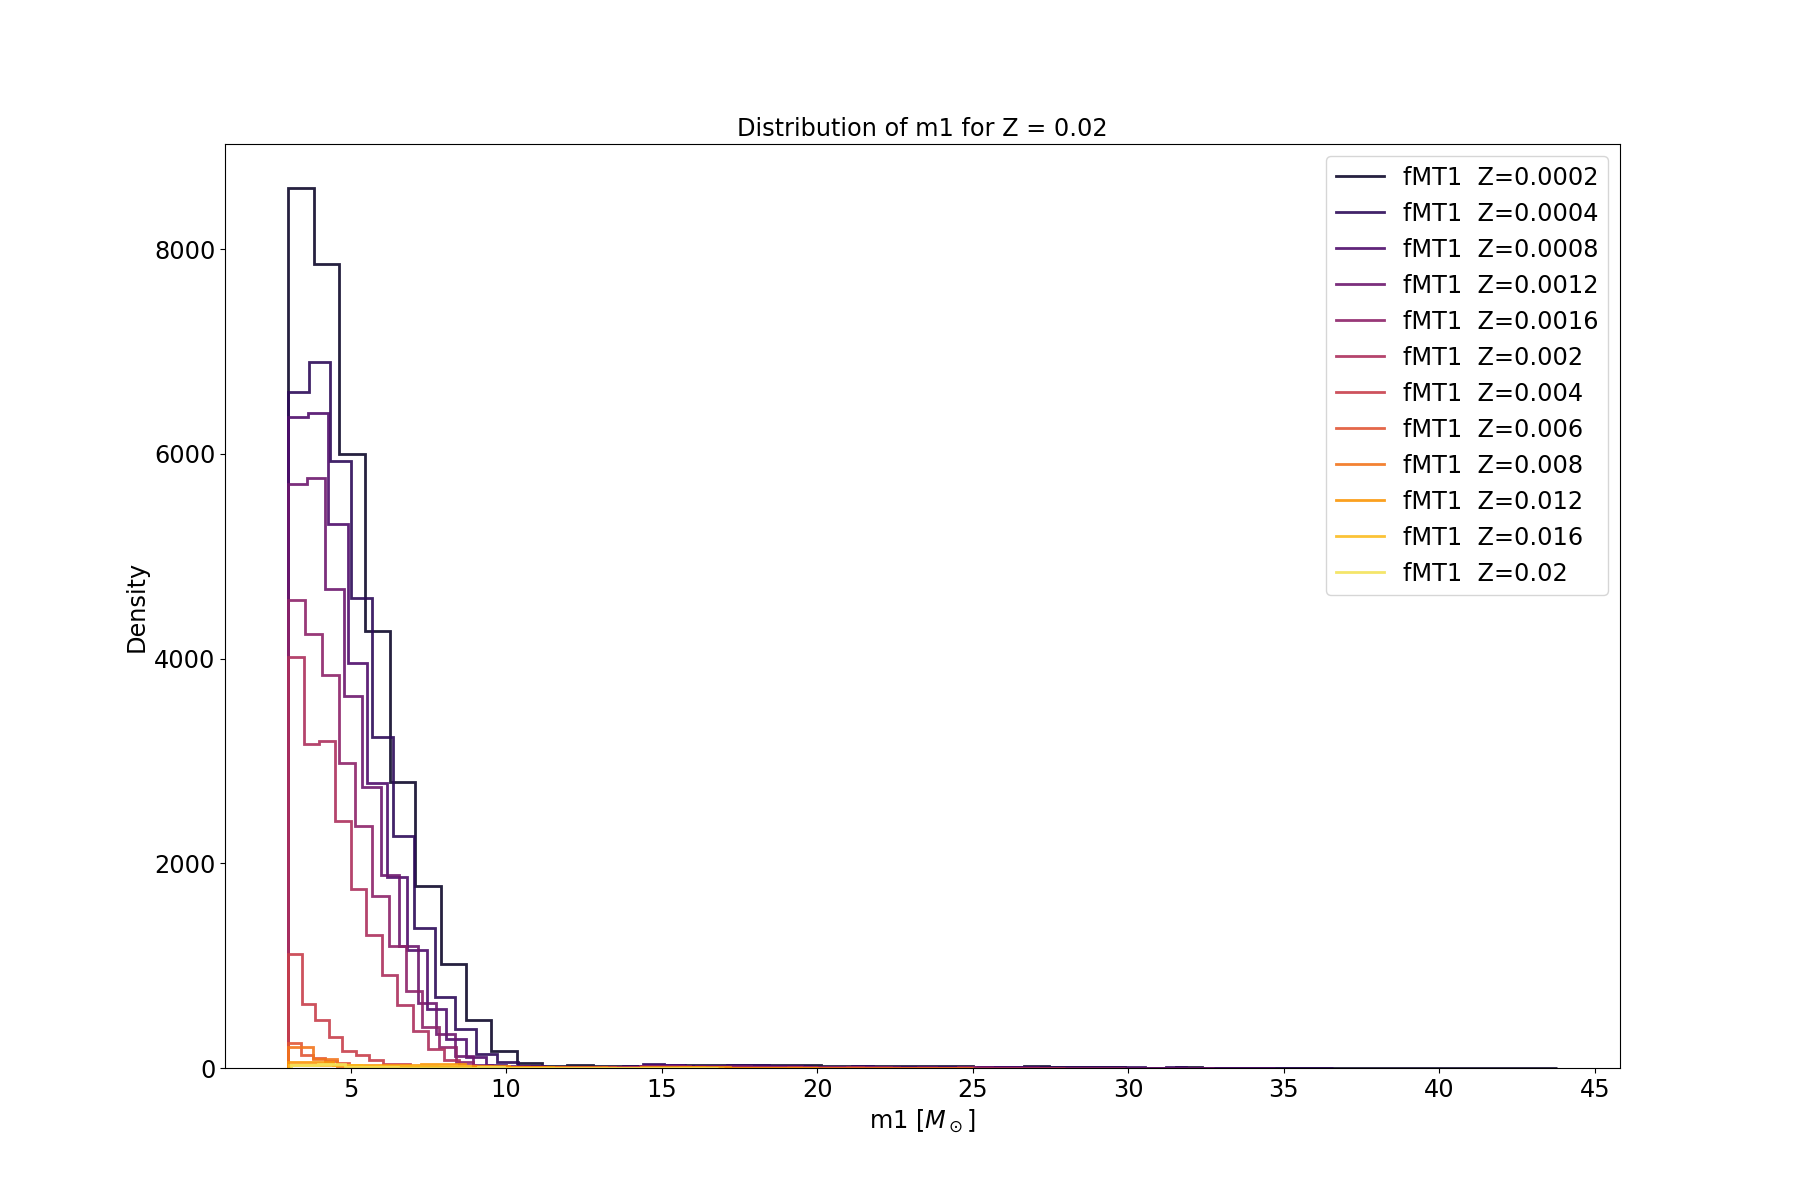 Distribution of m1 for Z = 0.02
fMT1 Z=0.0002
fMT1 Z=0.0004
fMT1 Z=0.0008
fMT1 Z=0.0012
fMT1 Z=0.0016
fMT1 Z=0.002
fMT1 Z=0.004
fMT1 Z=0.006
fMT1 Z=0.008
fMT1 Z=0.012
fMT1 Z=0.016
fMT1 Z=0.02
Density
8000
6000
4000
2000
0
5 10 15 20 25 30 35 40 45
m1 [M⊙]